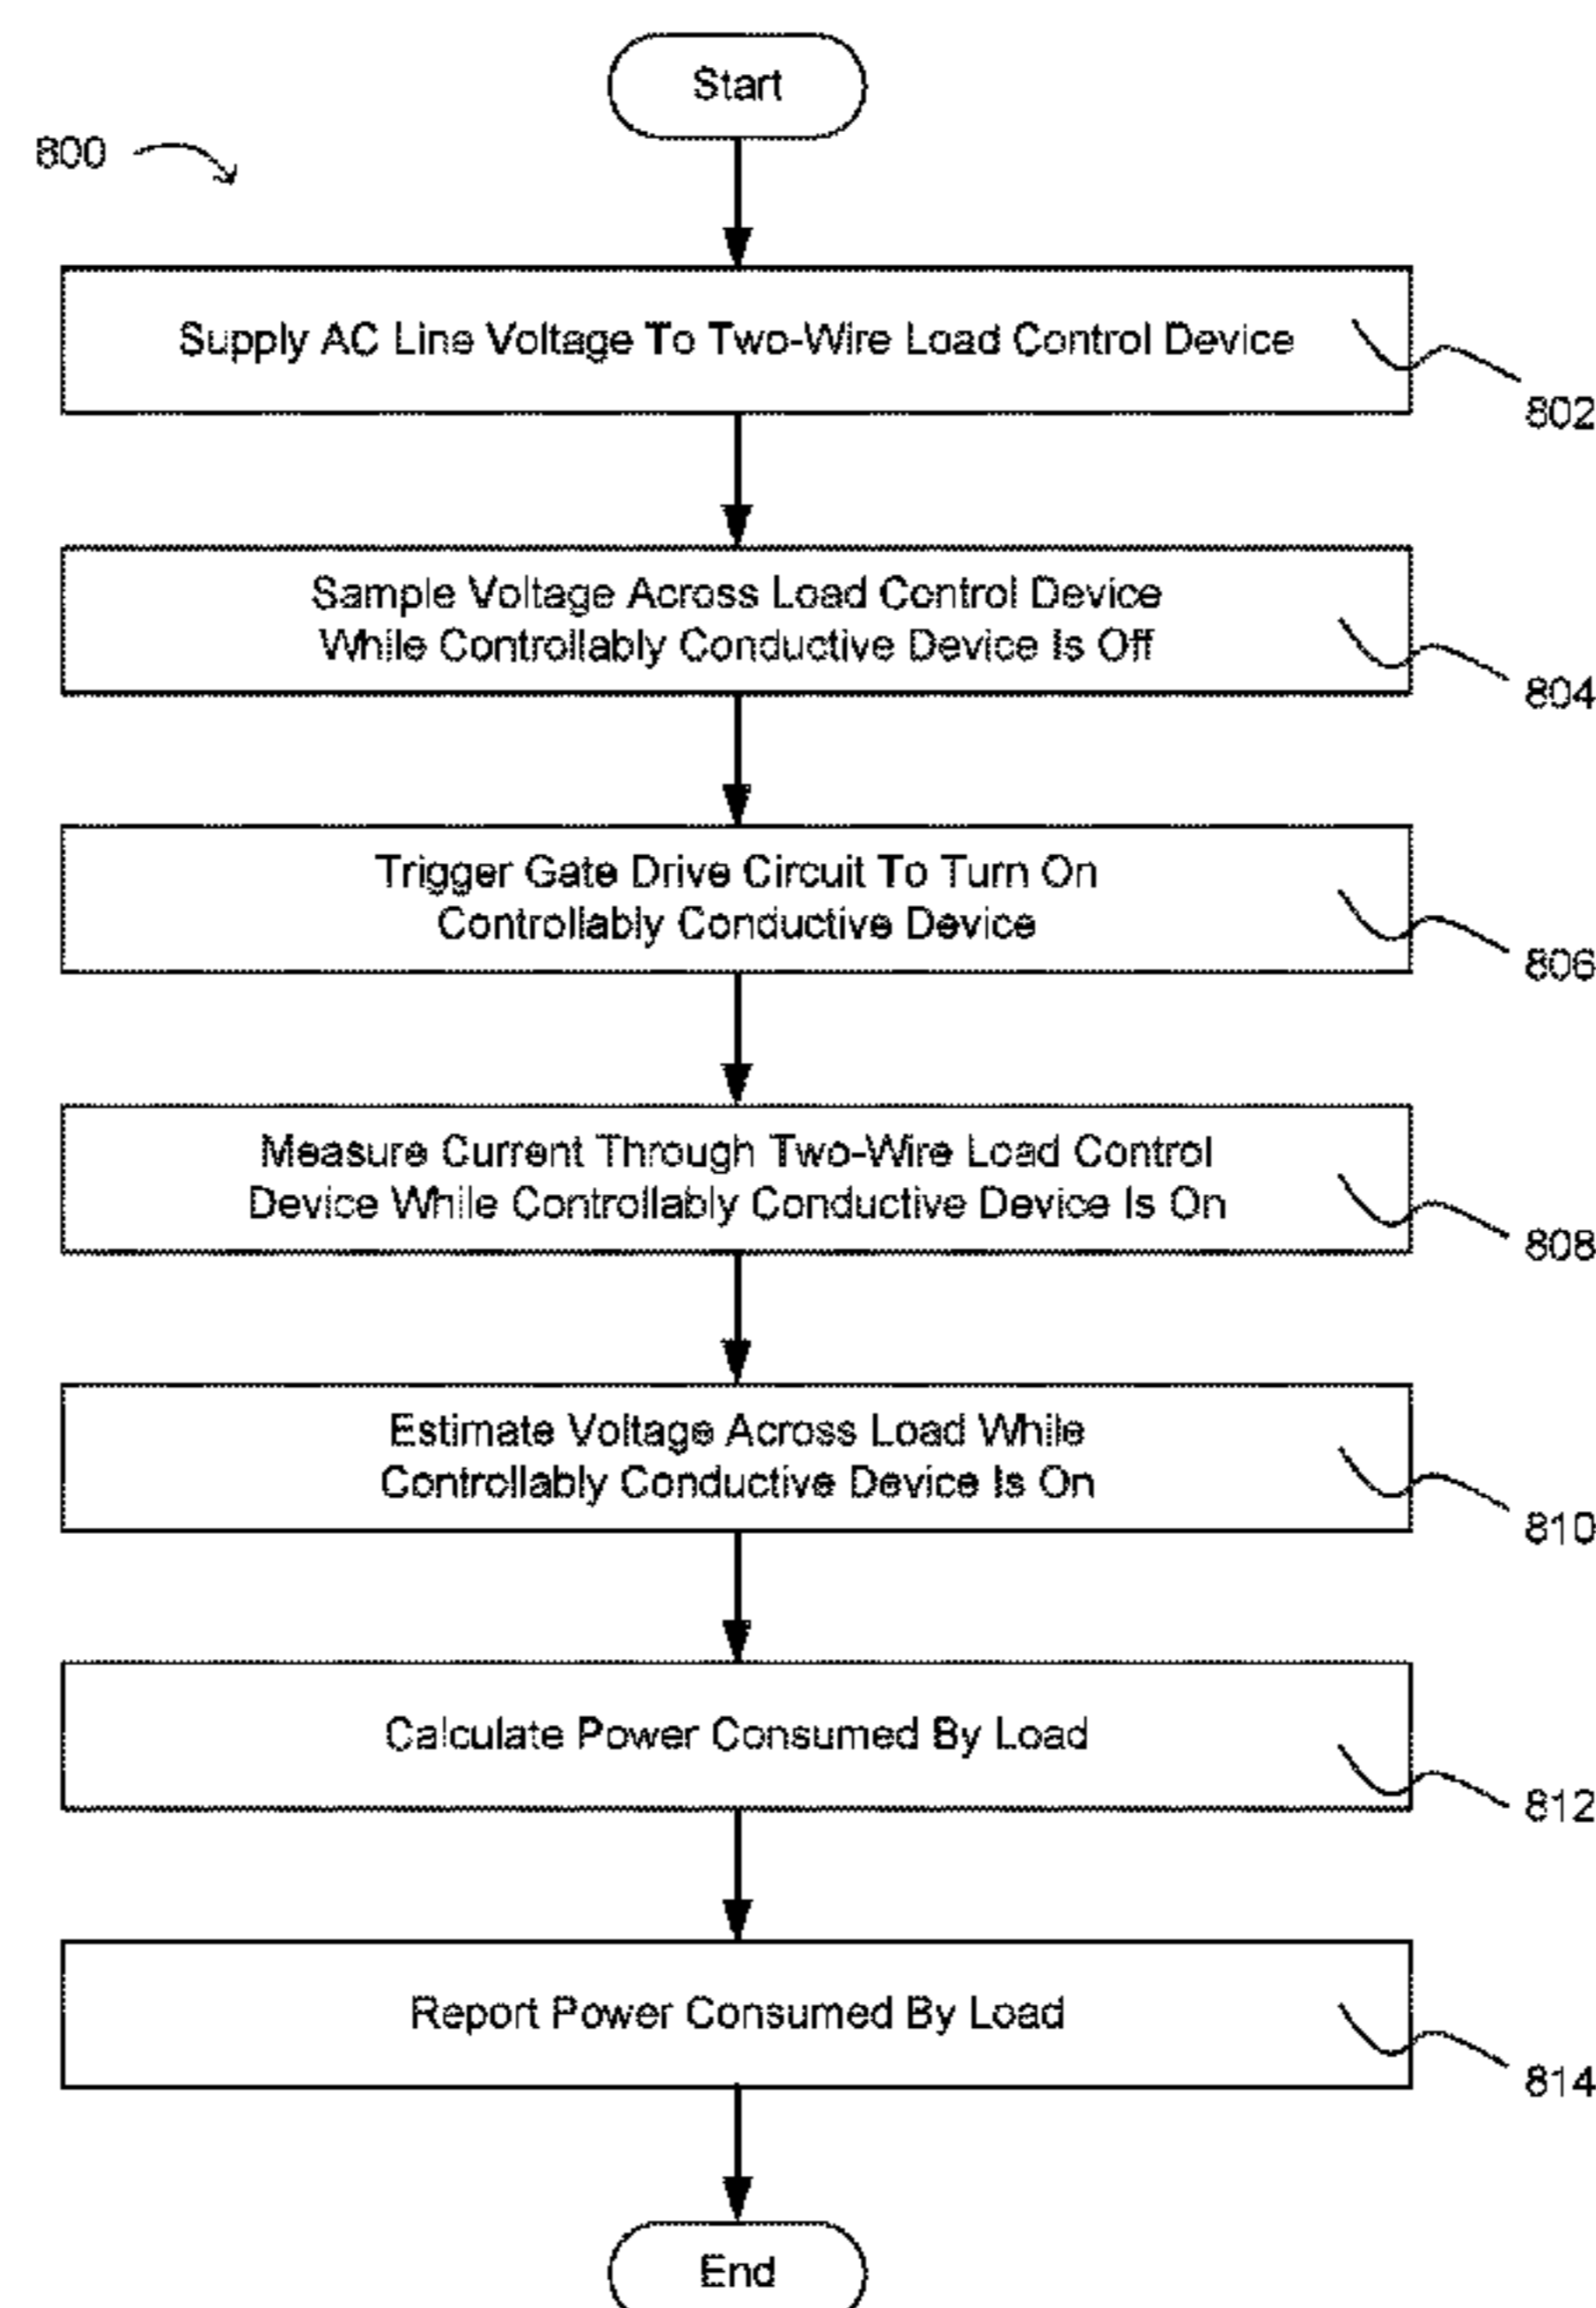 Start
800
Supply AC Line Voltage To Two-Wire Load Control Device
802
Sample Voltage Across Load Control Device
While Controllably Conductive Device Is Off
804
Trigger Gate Drive Circuit To Turn On
Controllably Conductive Device
806
Measure Current Through Two-Wire Load Control
Device While Controllably Conductive Device Is On
808
Estimate Voltage Across Load While
Controllably Conductive Device Is On
810
Calculate Power Consumed By Load
812
Report Power Consumed By Load
814
End